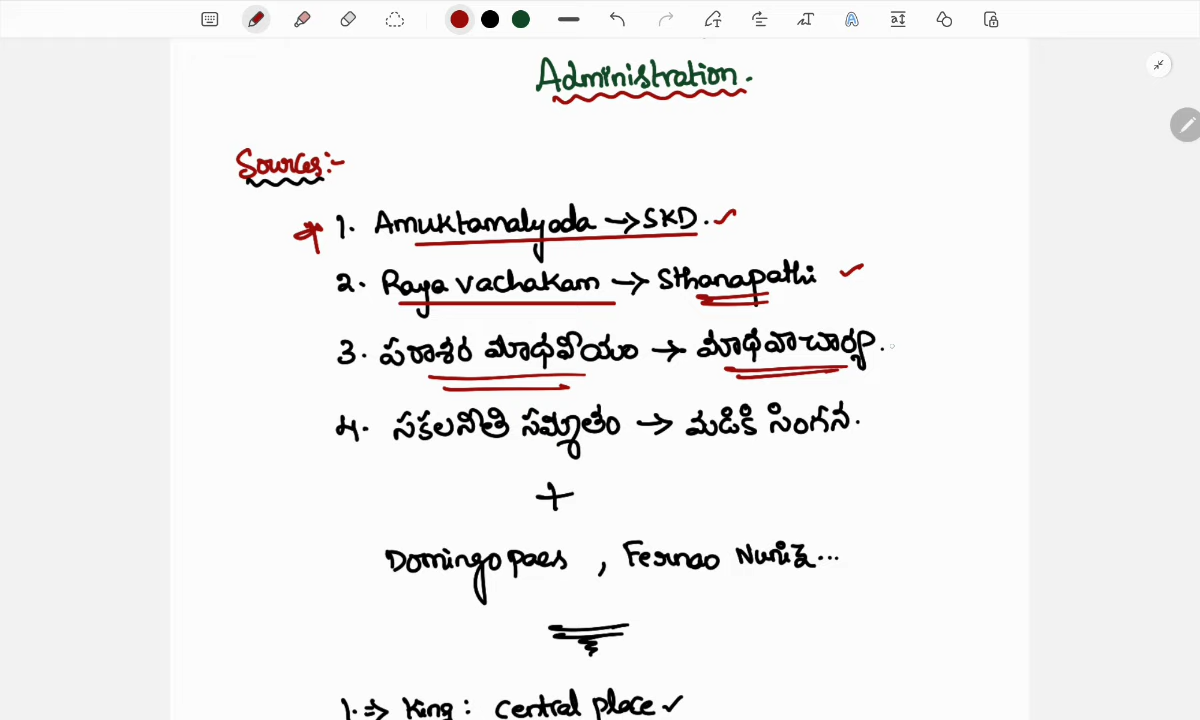 Administration.
Sources:-
1. Amuktamalyada → SKD.
2. Raya vachakam → Sthanapathi
3. పరాశర మాధవీయం → మాధవాచార్య.
4. సకలనీతి సమ్మతం → మడికి సింగన.
+
Domingo paes , Fernao Nuniz...
1. ⇒ King : central place ✓